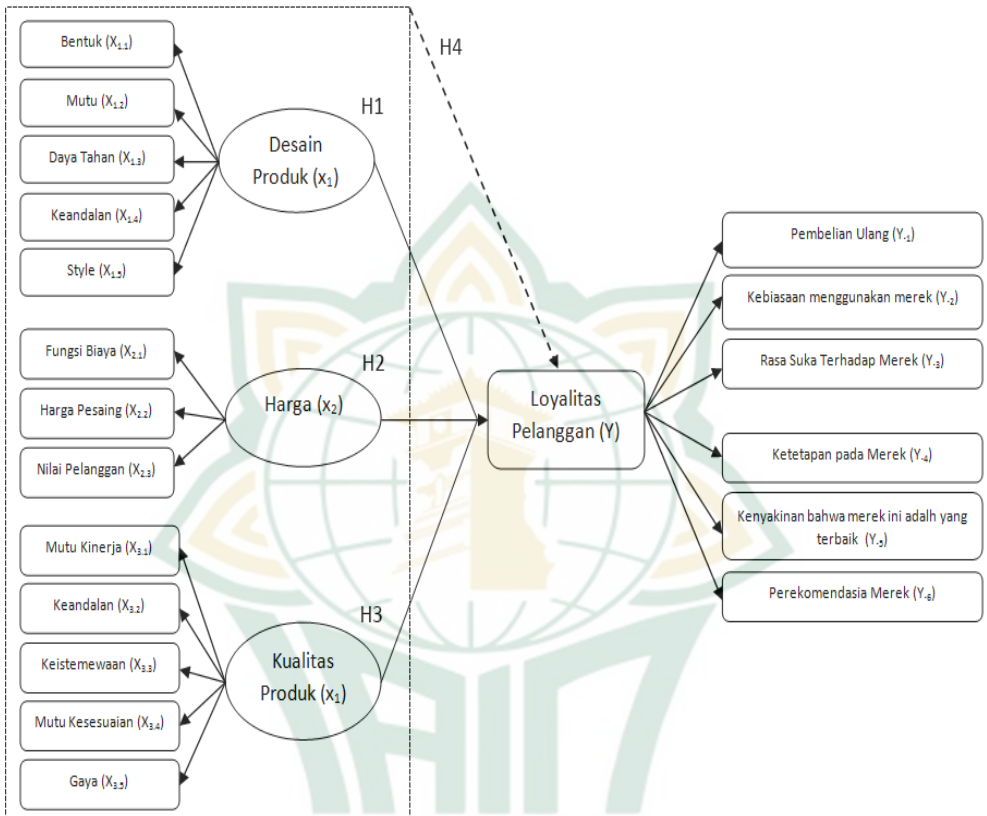 Bentuk (X1.1)
Mutu (X1.2)
Daya Tahan (X1.3)
Keandalan (X1.4)
Style (X1.5)
H1
Desain
Produk (x1)
H4
Fungsi Biaya (X2.1)
Harga Pesaing (X2.2)
Nilai Pelanggan (X2.3)
H2
Harga (x2)
Mutu Kinerja (X3.1)
Keandalan (X3.2)
Keistemewaan (X3.3)
Mutu Kesesuaian (X3.4)
Gaya (X3.5)
H3
Kualitas
Produk (x1)
Loyalitas
Pelanggan (Y)
Pembelian Ulang (Y.1)
Kebiasaan menggunakan merek (Y.2)
Rasa Suka Terhadap Merek (Y.3)
Ketetapan pada Merek (Y.4)
Kenyakinan bahwa merek ini adalh yang
terbaik (Y.5)
Perekomendasia Merek (Y.6)